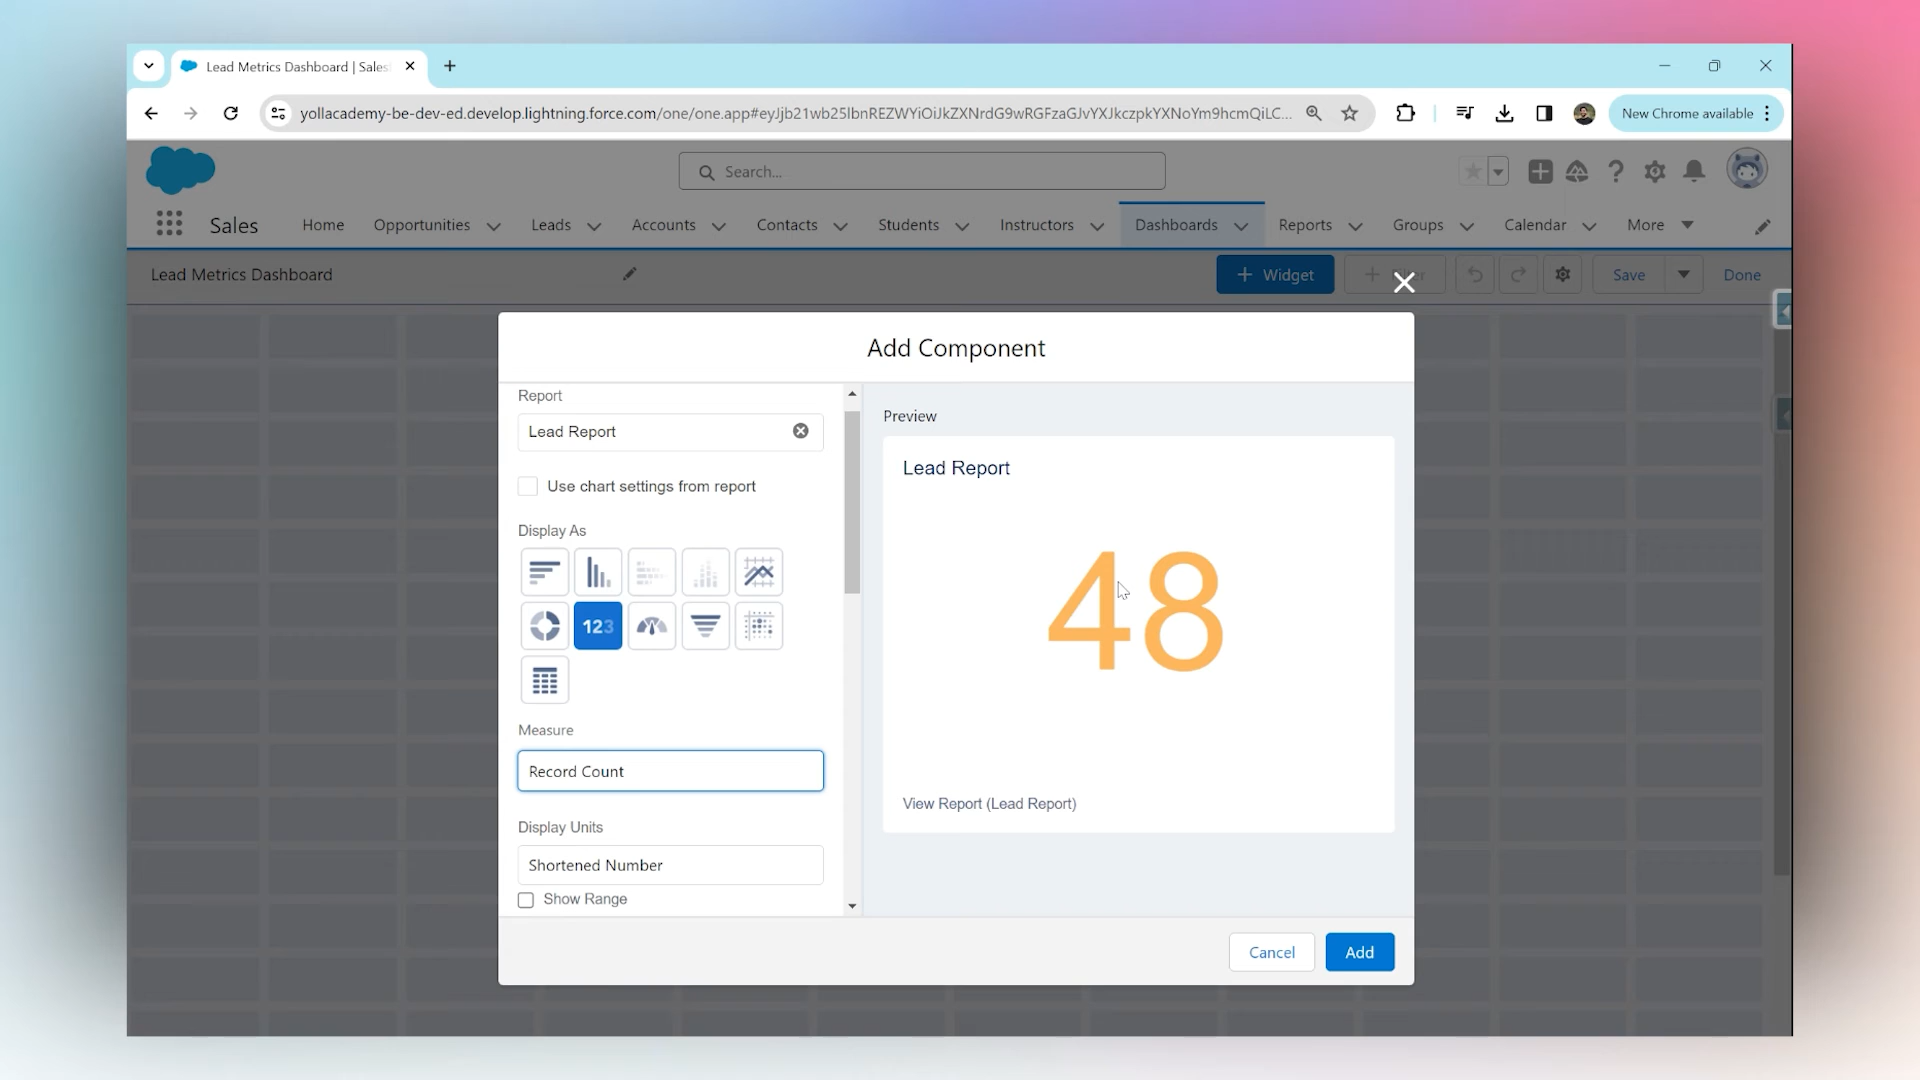 Lead Metrics Dashboard | Sales
yollacademy-be-dev-ed.develop.lightning.force.com/one/one.app#eyJjb21wb25lbnREZWYiOiJkZXNrdG9wRGFzaGJvYXJkczpkYXNoYm9hcmQiLC...
New Chrome available
Search...
Sales
Home
Opportunities
Leads
Accounts
Contacts
Students
Instructors
Dashboards
Reports
Groups
Calendar
More
Lead Metrics Dashboard
+ Widget
Save
Done
Add Component
Report
Lead Report
Use chart settings from report
Display As
123
Measure
Record Count
Display Units
Shortened Number
Show Range
Preview
Lead Report
48
View Report (Lead Report)
Cancel
Add